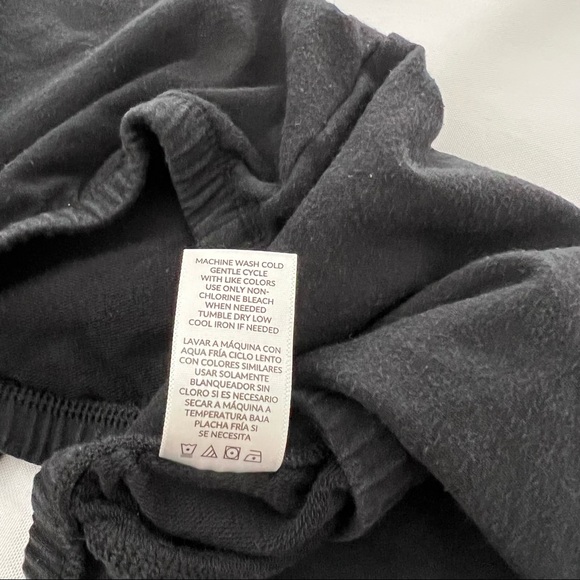 MACHINE WASH COLD
GENTLE CYCLE
WITH LIKE COLORS
USE ONLY NON-
CHLORINE BLEACH
WHEN NEEDED
TUMBLE DRY LOW
COOL IRON IF NEEDED
LAVAR A MÁQUINA CON
AQUA FRÍA CICLO LENTO
CON COLORES SIMILARES
USAR SOLAMENTE
BLANQUEADOR SIN
CLORO SI ES NECESARIO
SECAR A MÁQUINA A
TEMPERATURA BAJA
PLACHA FRÍA SI
SE NECESITA